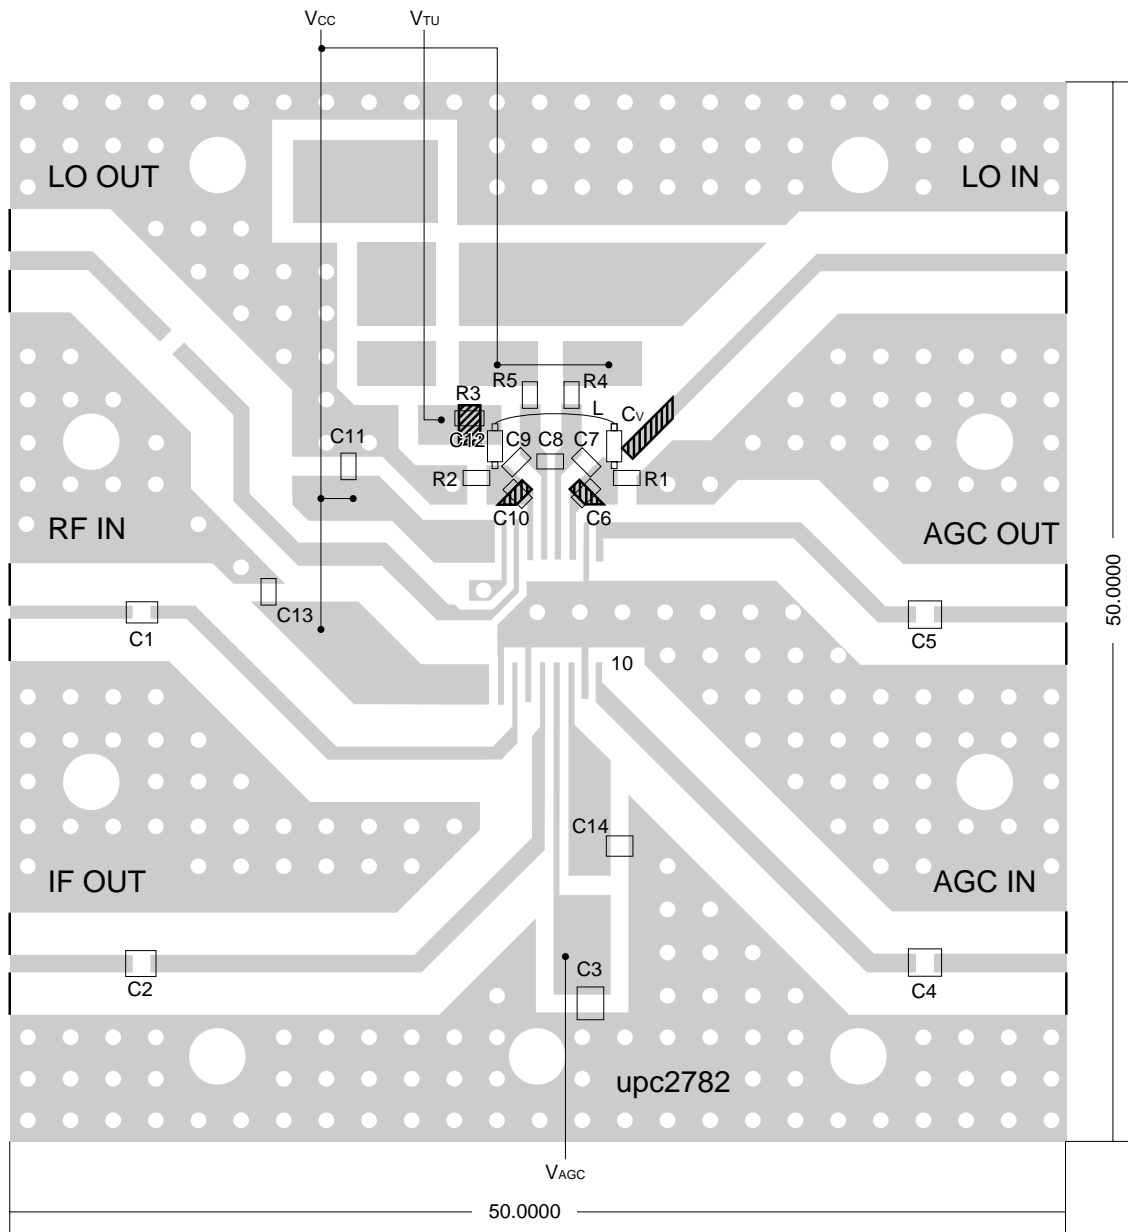 VCC
VTU
LO OUT
LO IN
R5
R4
R3
L
CV
C11
C12
C9
C8
C7
R2
R1
C10
C6
RF IN
AGC OUT
C13
C1
C5
10
C14
IF OUT
AGC IN
C3
C2
C4
upc2782
VAGC
50.0000
50.0000